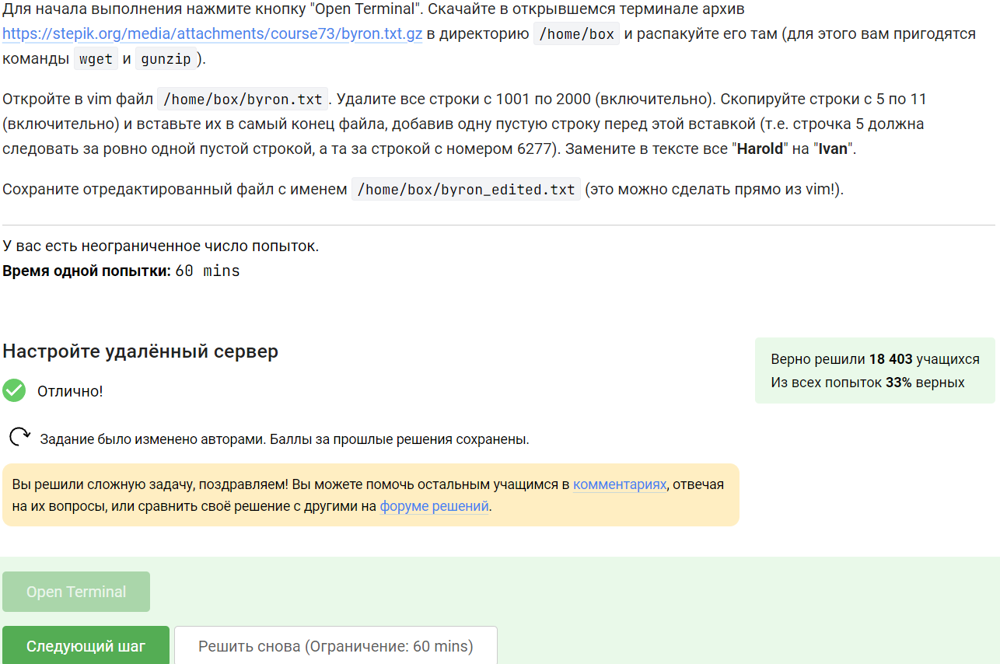 Для начала выполнения нажмите кнопку "Open Terminal". Скачайте в открывшемся терминале архив
https://stepik.org/media/attachments/course73/byron.txt.gz в директорию /home/box и распакуйте его там (для этого вам пригодятся
команды wget и gunzip).
Откройте в vim файл /home/box/byron.txt. Удалите все строки с 1001 по 2000 (включительно). Скопируйте строки с 5 по 11
(включительно) и вставьте их в самый конец файла, добавив одну пустую строку перед этой вставкой (т.е. строчка 5 должна
следовать за ровно одной пустой строкой, а та за строкой с номером 6277). Замените в тексте все "Harold" на "Ivan".
Сохраните отредактированный файл с именем /home/box/byron_edited.txt (это можно сделать прямо из vim!).
У вас есть неограниченное число попыток.
Время одной попытки: 60 mins
Настройте удалённый сервер
Верно решили 18 403 учащихся
Из всех попыток 33% верных
Отлично!
Задание было изменено авторами. Баллы за прошлые решения сохранены.
Вы решили сложную задачу, поздравляем! Вы можете помочь остальным учащимся в комментариях, отвечая
на их вопросы, или сравнить своё решение с другими на форуме решений.
Open Terminal
Следующий шаг
Решить снова (Ограничение: 60 mins)